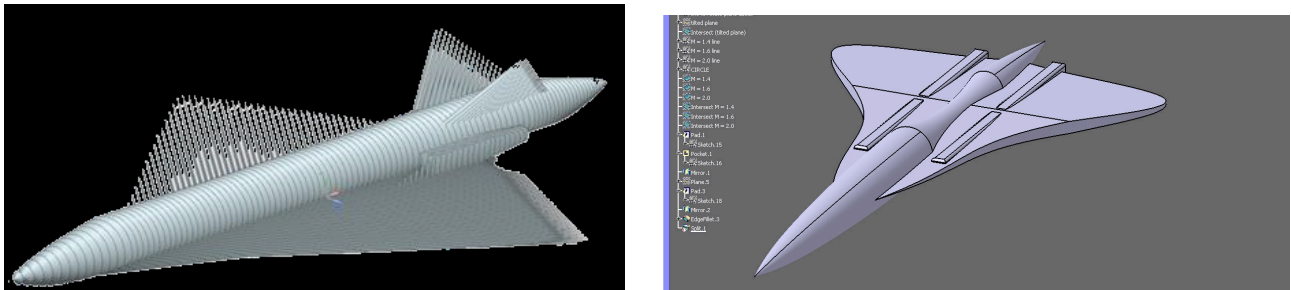 tilted plane
Intersect (tilted plane)
M = 1.4 line
M = 1.6 line
M = 2.0 line
CIRCLE
M = 1.4
M = 1.6
M = 2.0
Intersect M = 1.4
Intersect M = 1.6
Intersect M = 2.0
Pad.1
Sketch.15
Pocket.1
Sketch.16
Mirror.1
Plane.5
Pad.3
Sketch.18
Mirror.2
EdgeFillet.3
Split.1